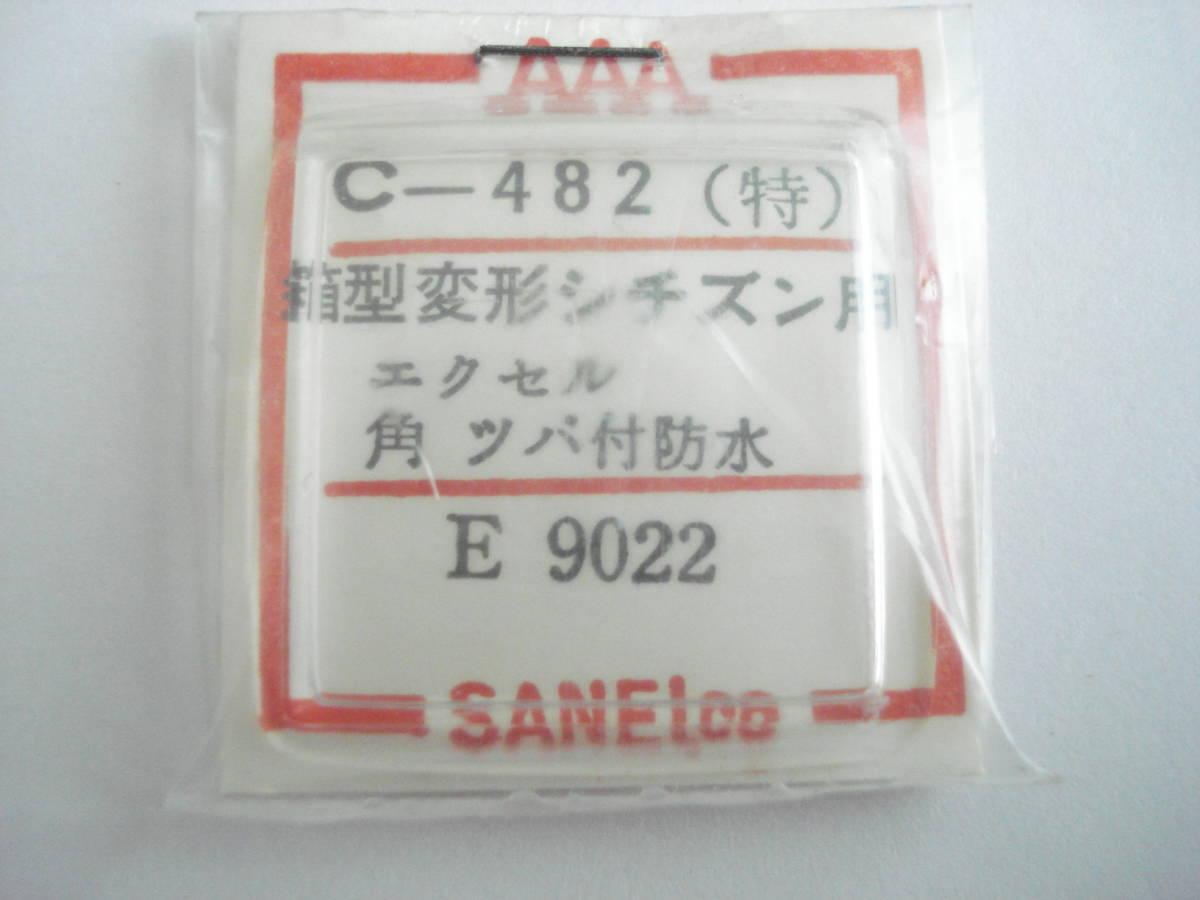 AAA
C—482（特）
箱型変形シチズン用
エクセル
角 ツバ付防水
E 9022
SANEIco